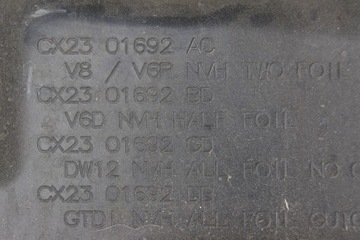 CX23 01692 AC
V8 / V6P NVH W/O FOIL
CX23 01692 BD
V6D NVH HALF FOIL
CX23 01692 CD
DW12 NVH ALL FOIL NO
CX23 01692
GTDI NVH ALL FOIL